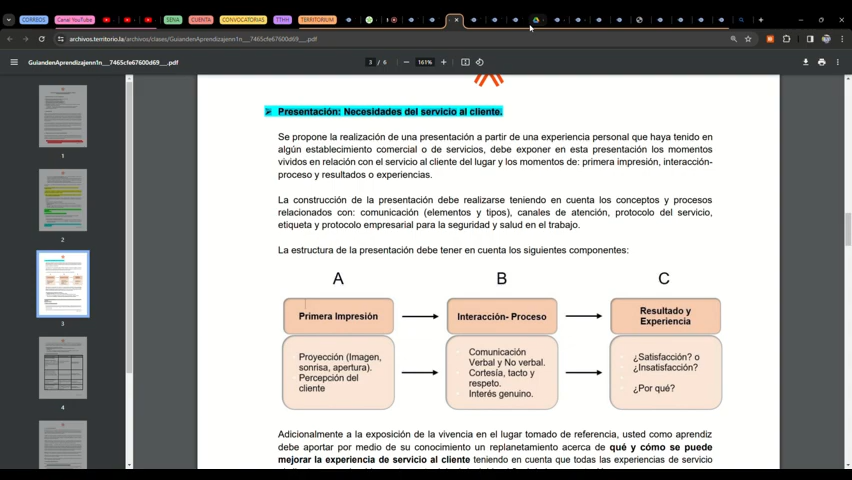 CORREOS Canal YouTube SENA CUENTA CONVOCATORIAS TTHH TERRITORIUM
archivos.territorio.la/archivos/clases/GuiandenAprendizajenn1n__7465cfe67600d69__.pdf
GuiandenAprendizajenn1n__7465cfe67600d69__.pdf 3 / 6 161%
1
2
3
4
Presentación: Necesidades del servicio al cliente.
Se propone la realización de una presentación a partir de una experiencia personal que haya tenido en
algún establecimiento comercial o de servicios, debe exponer en esta presentación los momentos
vividos en relación con el servicio al cliente del lugar y los momentos de: primera impresión, interacción-
proceso y resultados o experiencias.
La construcción de la presentación debe realizarse teniendo en cuenta los conceptos y procesos
relacionados con: comunicación (elementos y tipos), canales de atención, protocolo del servicio,
etiqueta y protocolo empresarial para la seguridad y salud en el trabajo.
La estructura de la presentación debe tener en cuenta los siguientes componentes:
A B C
Primera Impresión
Interacción- Proceso
Resultado y
Experiencia
Proyección (Imagen,
sonrisa, apertura).
Percepción del
cliente
Comunicación
Verbal y No verbal.
Cortesía, tacto y
respeto.
Interés genuino.
¿Satisfacción? o
¿Insatisfacción?
¿Por qué?
Adicionalmente a la exposición de la vivencia en el lugar tomado de referencia, usted como aprendiz
debe aportar por medio de su conocimiento un replanetamiento acerca de qué y cómo se puede
mejorar la experiencia de servicio al cliente teniendo en cuenta que todas las experiencias de servicio